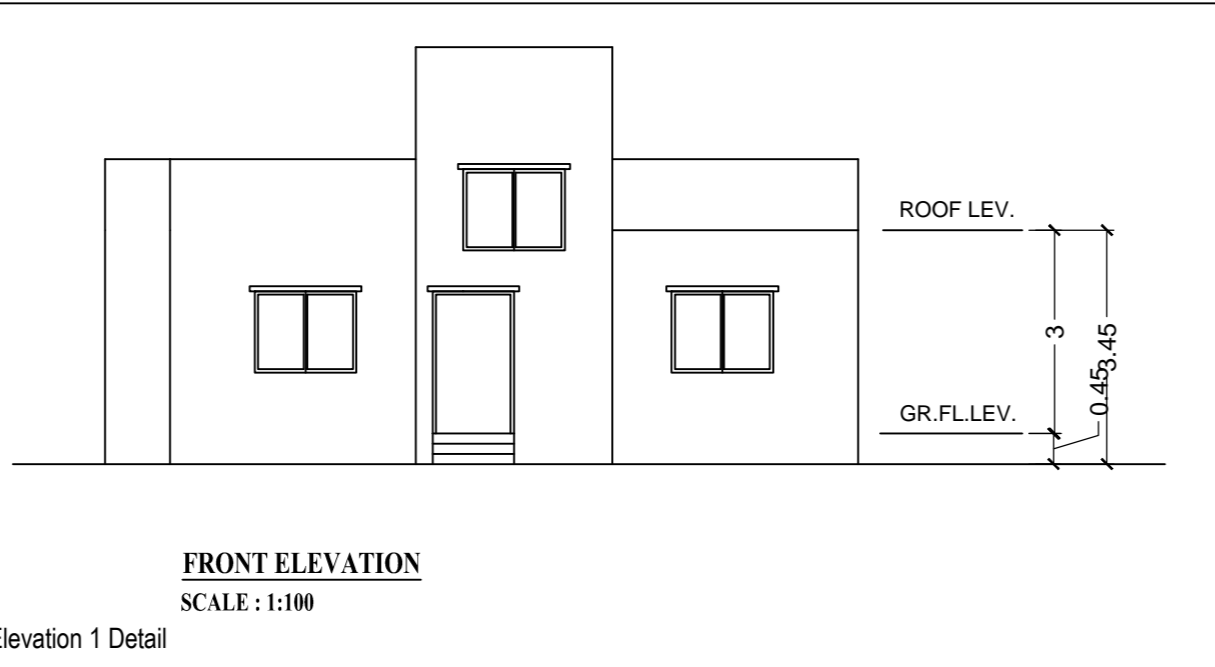 ROOF LEV.
3
3.45
0.45
GR.FL.LEV.
FRONT ELEVATION
SCALE : 1:100
Elevation 1 Detail